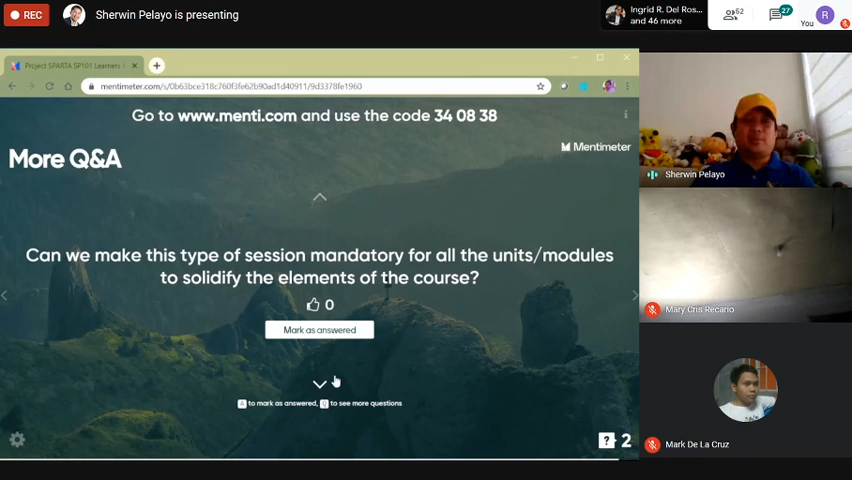 REC
Sherwin Pelayo is presenting
Ingrid R. Del Ros...
and 46 more
52
27
You
R
Project SPARTA SP101 Learners
mentimeter.com/s/0b63bce318c760f3fe62b90ad1d40911/9d3378fe1960
Go to www.menti.com and use the code 34 08 38
Mentimeter
More Q&A
Can we make this type of session mandatory for all the units/modules
to solidify the elements of the course?
0
Mark as answered
A to mark as answered, Q to see more questions
? 2
Sherwin Pelayo
Mary Cris Recario
Mark De La Cruz